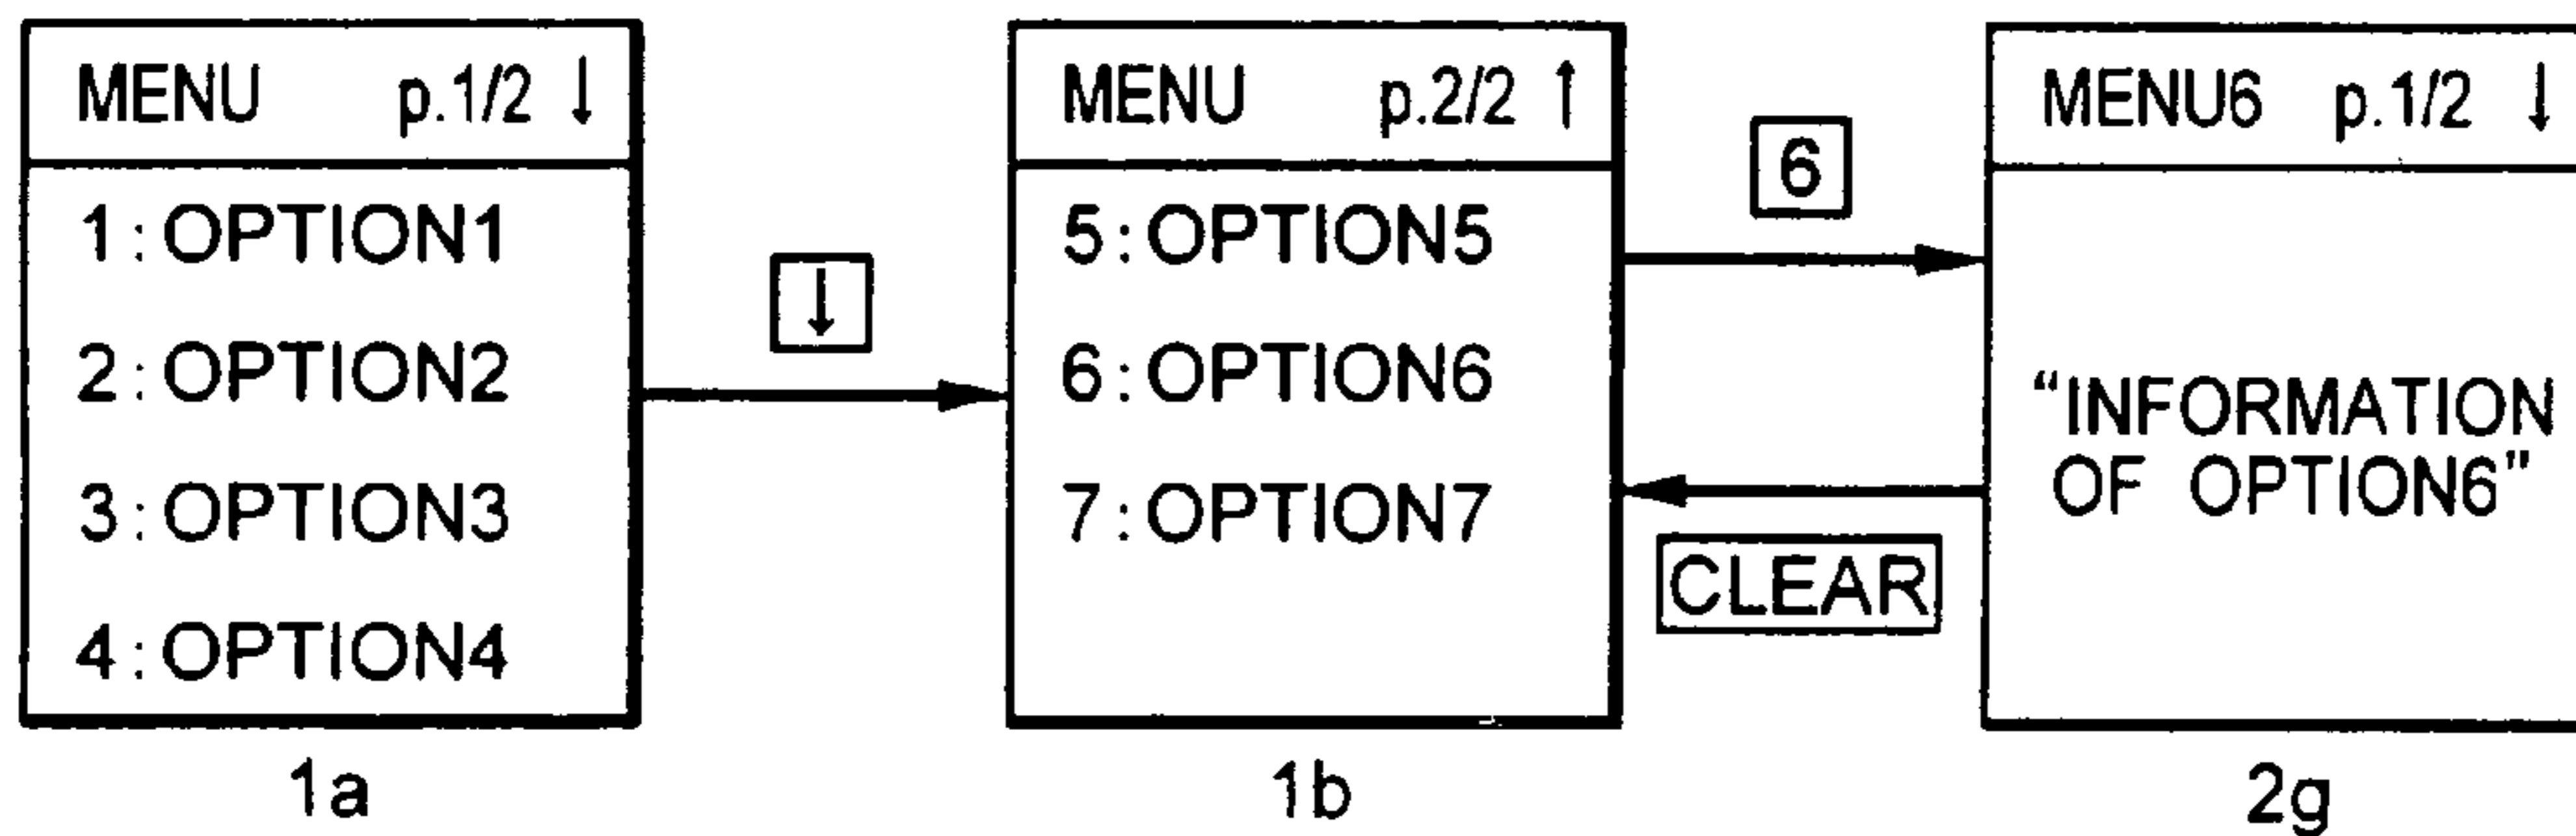 MENU p.1/2 ↓
1:OPTION1
2:OPTION2
3:OPTION3
4:OPTION4
1a
↓
MENU p.2/2 ↑
5:OPTION5
6:OPTION6
7:OPTION7
1b
6
CLEAR
MENU6 p.1/2 ↓
“INFORMATION
OF OPTION6”
2g